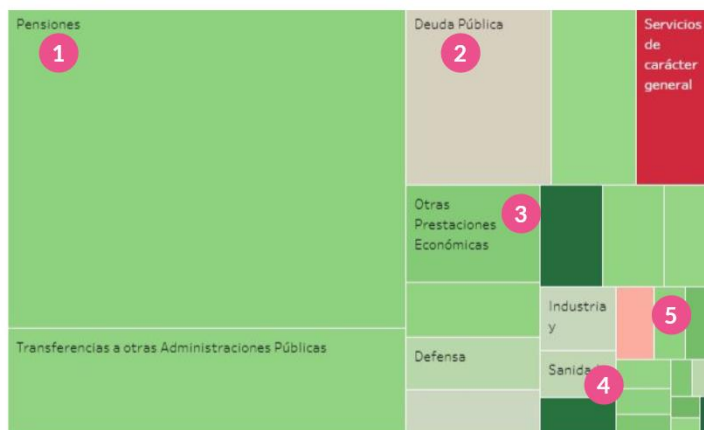 Pensiones
1
Deuda Pública
2
Servicios
de
carácter
general
Otras
Prestaciones
Económicas
3
Industria
y
5
Transferencias a otras Administraciones Públicas
Defensa
4